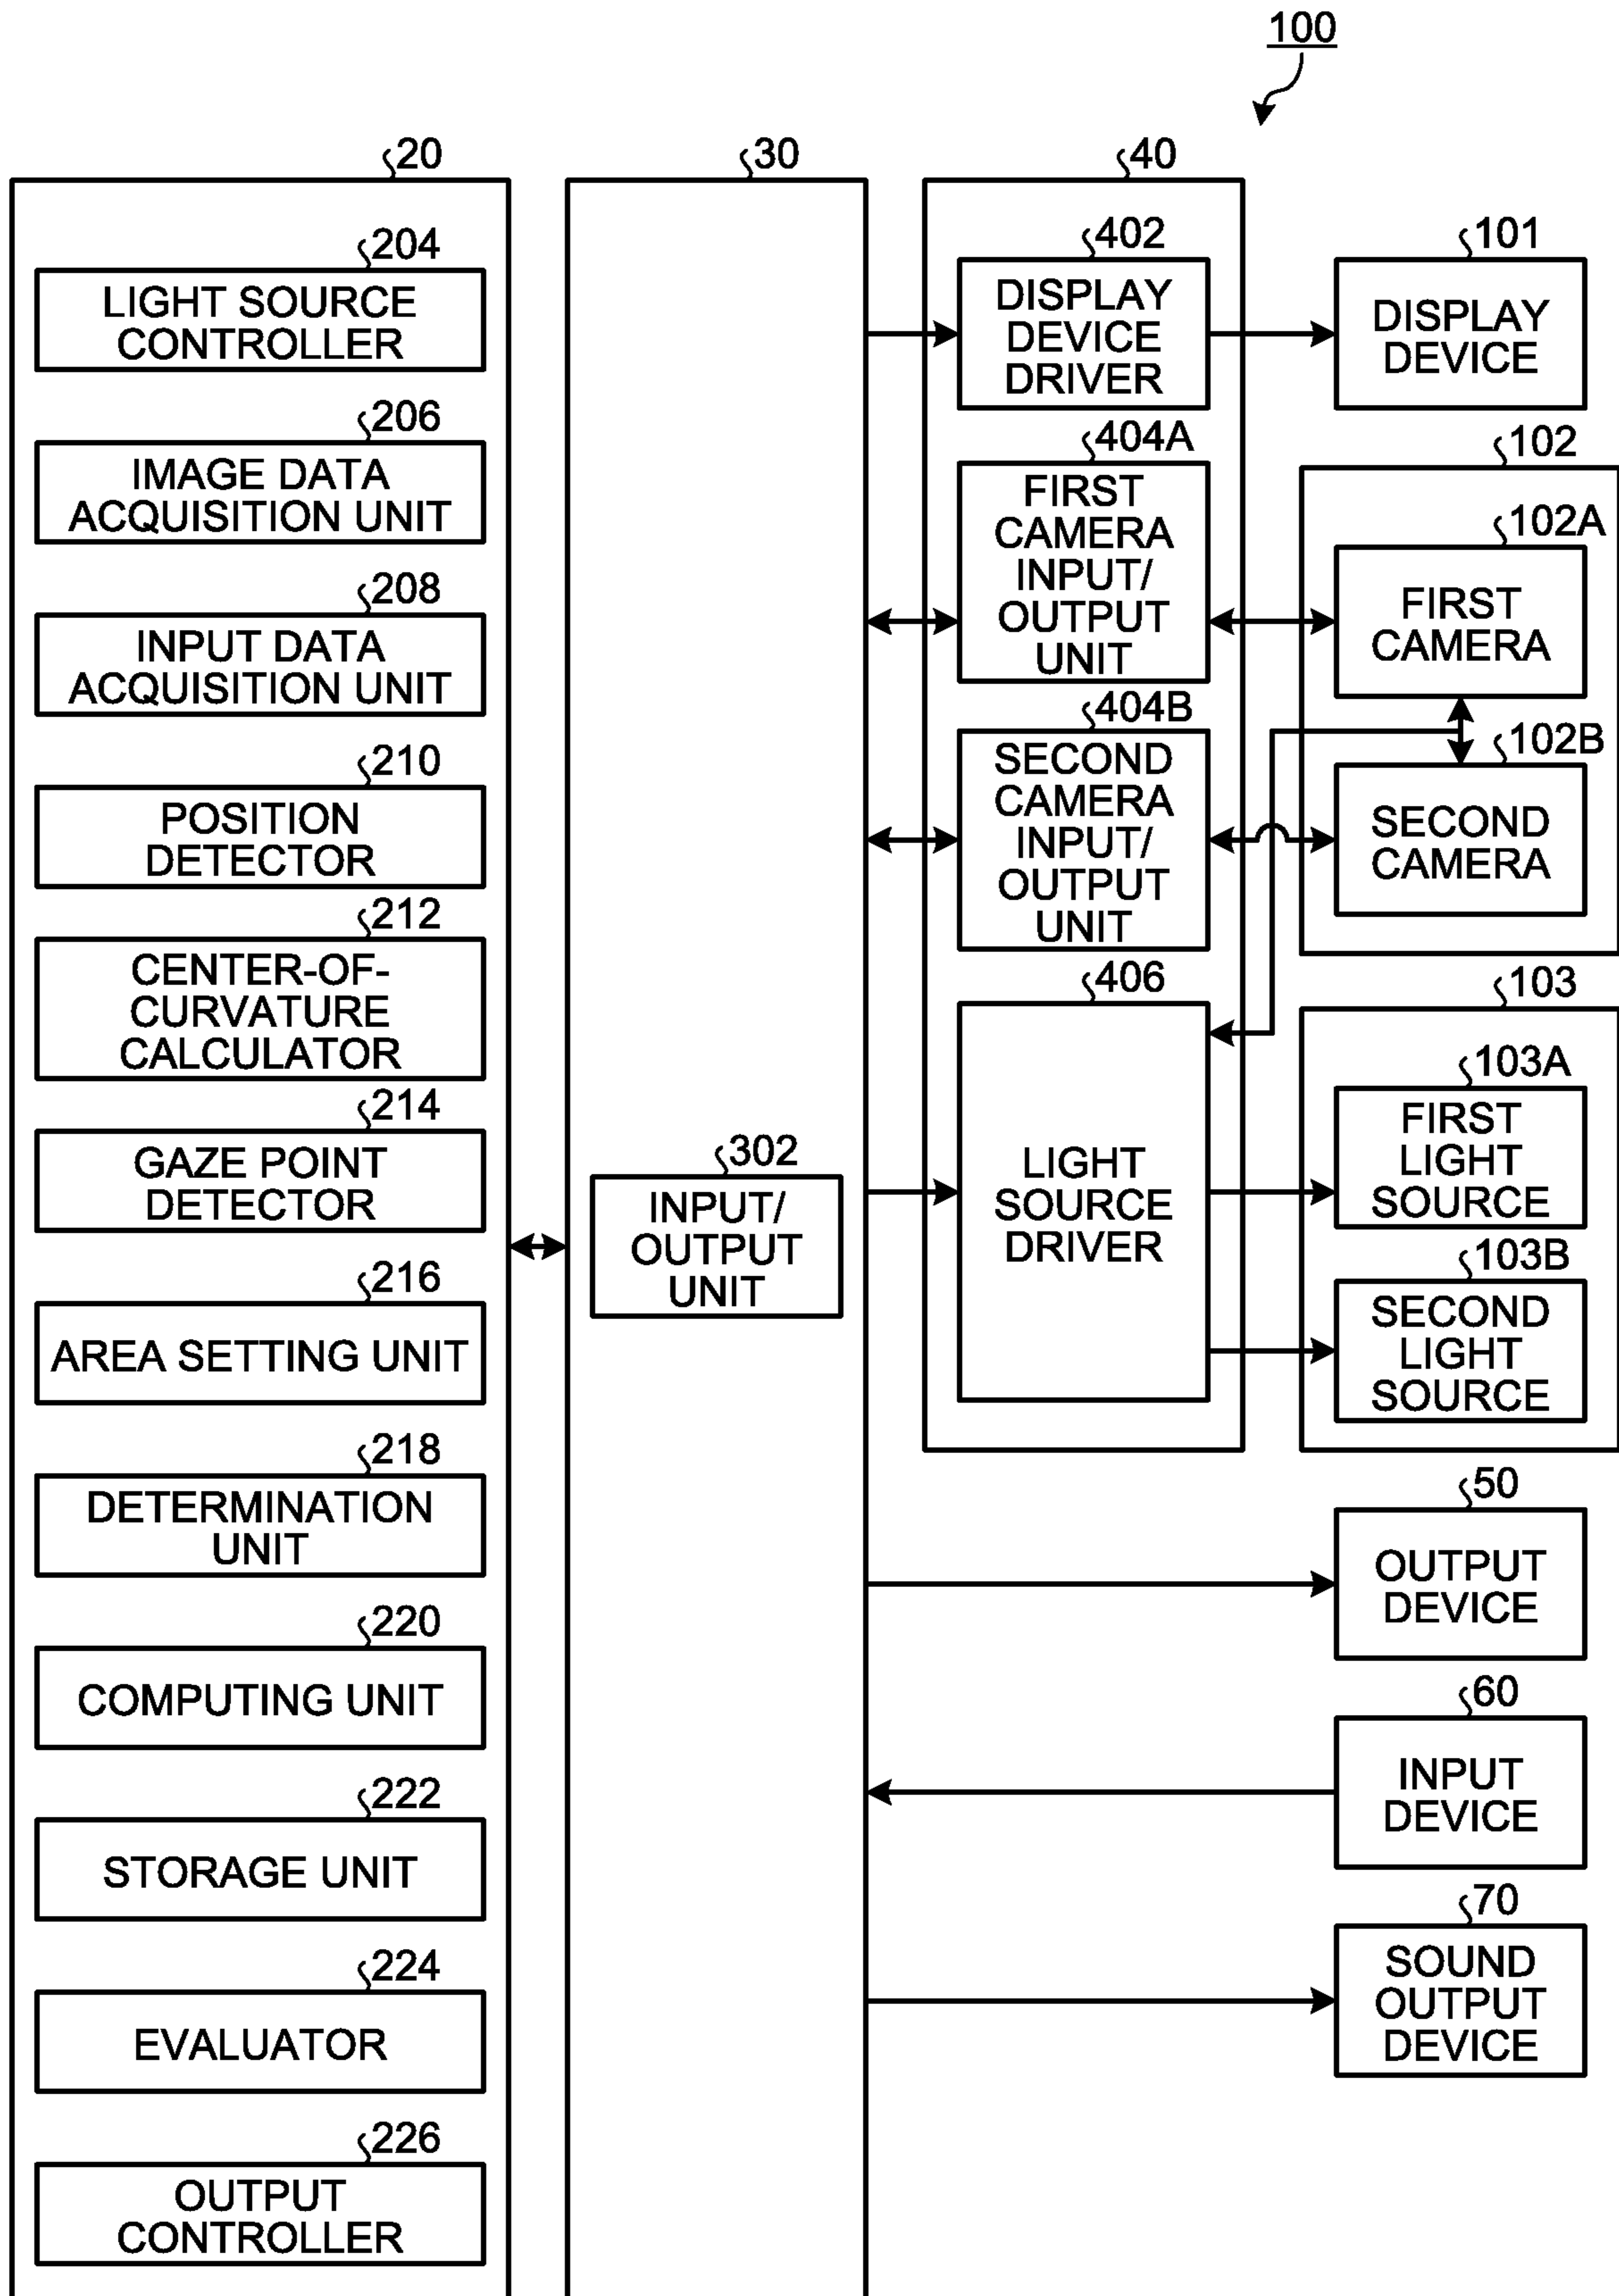 100
20
204
LIGHT SOURCE
CONTROLLER
206
IMAGE DATA
ACQUISITION UNIT
208
INPUT DATA
ACQUISITION UNIT
210
POSITION
DETECTOR
212
CENTER-OF-
CURVATURE
CALCULATOR
214
GAZE POINT
DETECTOR
216
AREA SETTING UNIT
218
DETERMINATION
UNIT
220
COMPUTING UNIT
222
STORAGE UNIT
224
EVALUATOR
226
OUTPUT
CONTROLLER
30
302
INPUT/
OUTPUT
UNIT
40
402
DISPLAY
DEVICE
DRIVER
404A
FIRST
CAMERA
INPUT/
OUTPUT
UNIT
404B
SECOND
CAMERA
INPUT/
OUTPUT
UNIT
406
LIGHT
SOURCE
DRIVER
101
DISPLAY
DEVICE
102
102A
FIRST
CAMERA
102B
SECOND
CAMERA
103
103A
FIRST
LIGHT
SOURCE
103B
SECOND
LIGHT
SOURCE
50
OUTPUT
DEVICE
60
INPUT
DEVICE
70
SOUND
OUTPUT
DEVICE